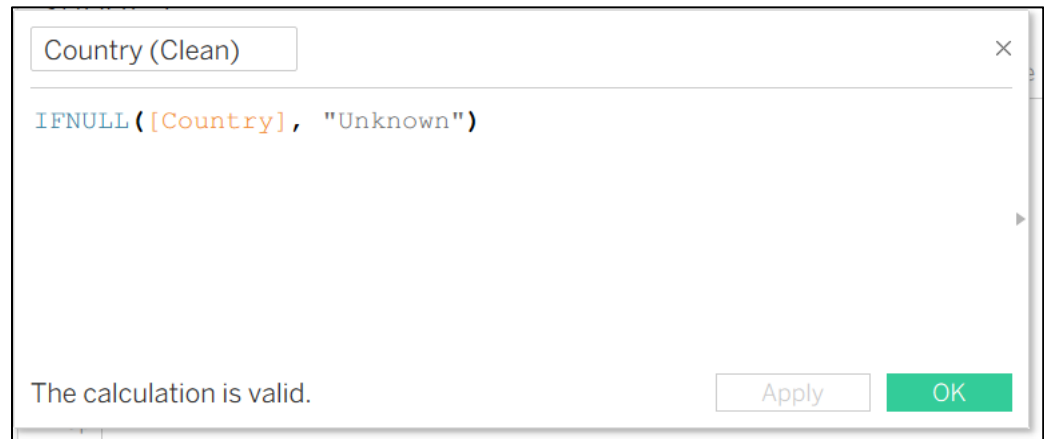 Country (Clean)
IFNULL([Country], "Unknown")
The calculation is valid.
Apply
OK